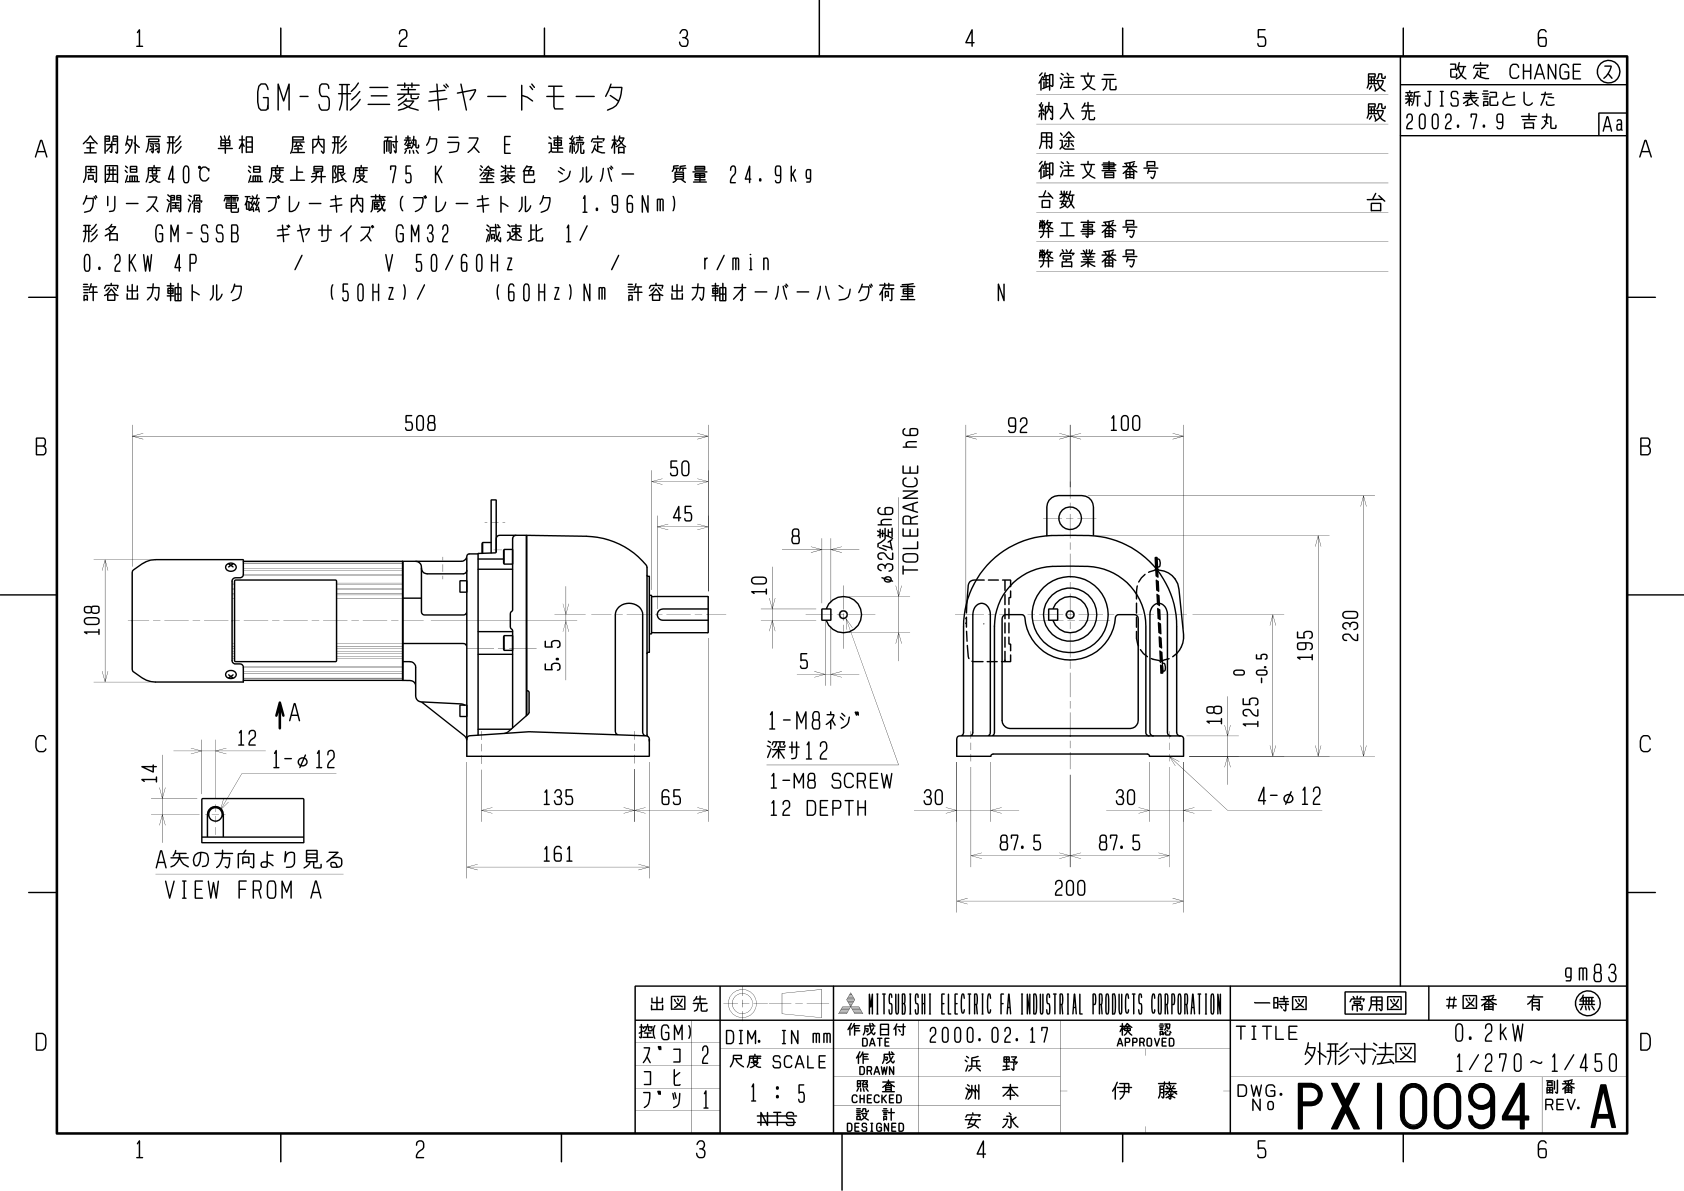 1 2 3 4 5 6
GM-S形三菱ギヤードモータ
全閉外扇形 単相 屋内形 耐熱クラス E 連続定格
周囲温度40℃ 温度上昇限度 75 K 塗装色 シルバー 質量 24.9kg
グリース潤滑 電磁ブレーキ内蔵(ブレーキトルク 1.96Nm)
形名 GM-SSB ギヤサイズ GM32 減速比 1/
0.2KW 4P / V 50/60Hz / r/min
許容出力軸トルク (50Hz)/ (60Hz)Nm 許容出力軸オーバーハング荷重 N
御注文元 殿
納入先 殿
用途
御注文書番号
台数 台
弊工事番号
弊営業番号
改定 CHANGE ス
新JIS表記とした
2002.7.9 吉丸 Aa
A A
B B
C C
D D
508
50
45
108
5.5
A
12
1-φ12
14
135
65
161
A矢の方向より見る
VIEW FROM A
8
10
5
φ32公差h6
TOLERANCE h6
1-M8ネジ
深サ12
1-M8 SCREW
12 DEPTH
92
100
230
195
0
125 -0.5
18
30
30
4-φ12
87.5
87.5
200
gm83
出図先
控(GM)
ズコ 2
コヒ
ブツ 1
DIM. IN mm
尺度 SCALE
1 : 5
NTS
MITSUBISHI ELECTRIC FA INDUSTRIAL PRODUCTS CORPORATION
作成日付
DATE
2000.02.17
検 認
APPROVED
作 成
DRAWN
浜 野
照 査
CHECKED
洲 本
伊 藤
設 計
DESIGNED
安 永
一時図 常用図 #図番 有 無
TITLE
外形寸法図
0.2kW
1/270~1/450
DWG.
No
PX10094
副番
REV.
A
1 2 3 4 5 6